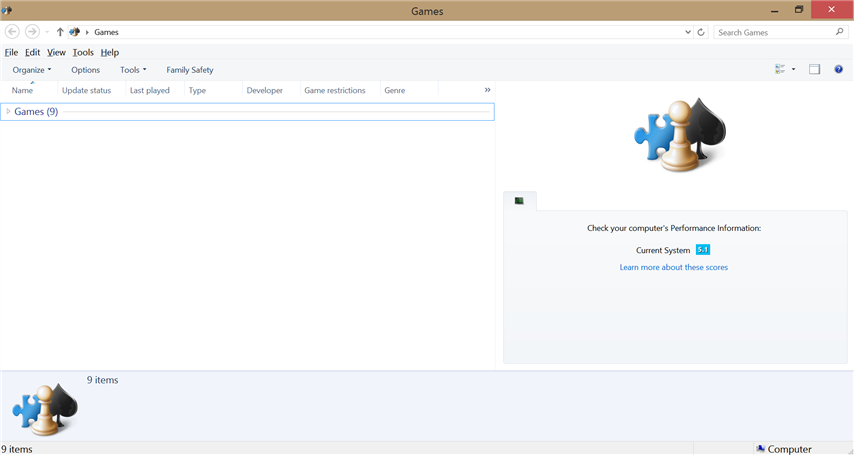 Games
Games
Search Games
File Edit View Tools Help
Organize Options Tools Family Safety
Name Update status Last played Type Developer Game restrictions Genre »
Games (9)
Check your computer's Performance Information:
Current System 5.1
Learn more about these scores
9 items
9 items Computer